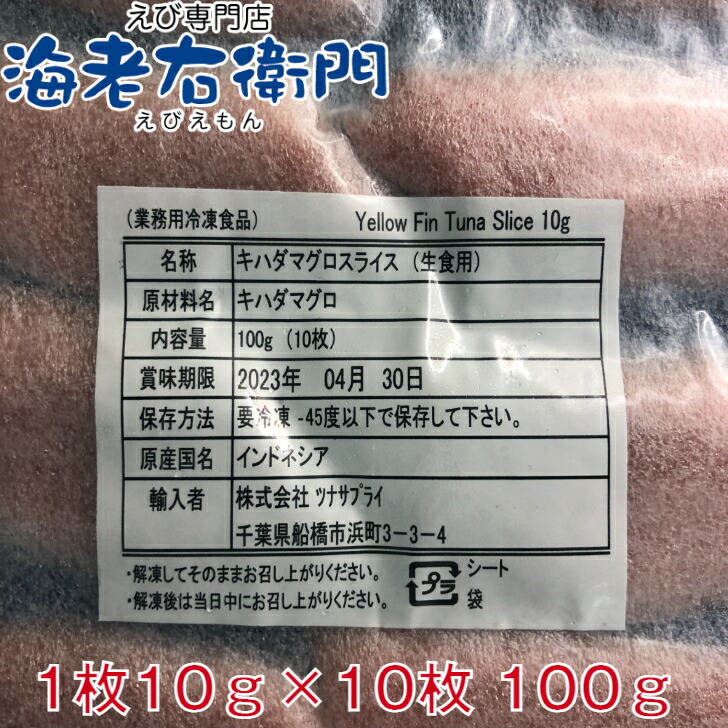 えび専門店
海老右衛門
えびえもん
(業務用冷凍食品) Yellow Fin Tuna Slice 10g
名称 キハダマグロスライス (生食用)
原材料名 キハダマグロ
内容量 100g (10枚)
賞味期限 2023年 04月 30日
保存方法 要冷凍 -45度以下で保存して下さい。
原産国名 インドネシア
輸入者 株式会社 ツナサプライ
千葉県船橋市浜町3-3-4
・解凍してそのままお召し上がりください。
・解凍後は当日中にお召し上がりください。
プラ
シート
袋
1枚10g×10枚 100g